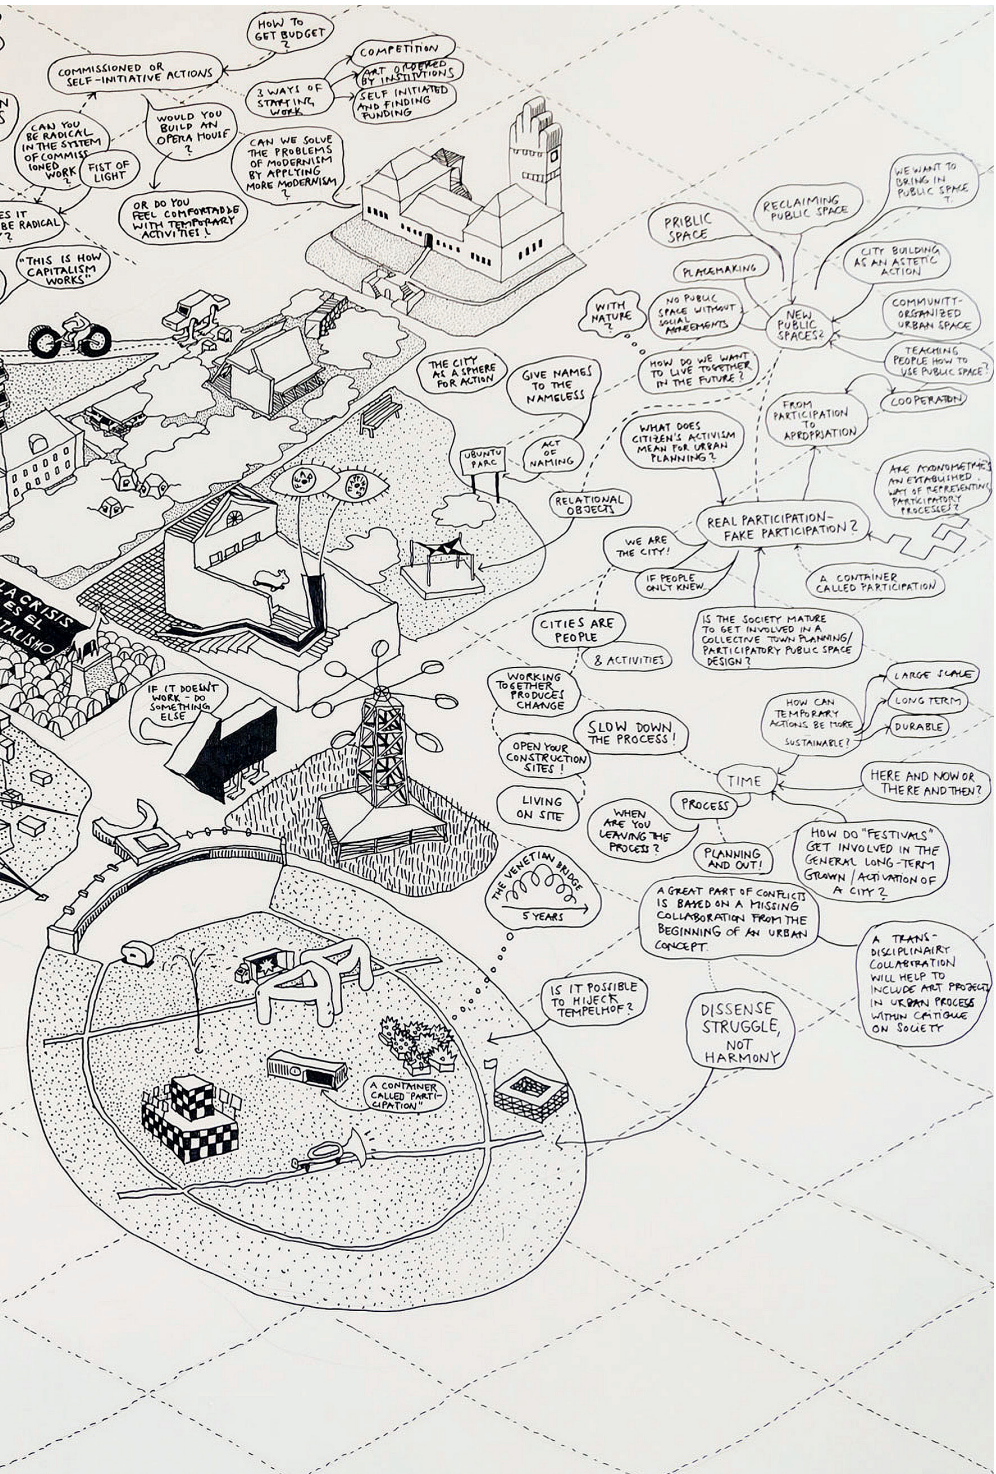 HOW TO
GET BUDGET
?
COMMISSIONED OR
SELF-INITIATIVE ACTIONS
3 WAYS OF
STARTING
WORK
COMPETITION
ART ORDERED
BY INSTITUTIONS
SELF INITIATED
AND FINDING
FUNDING
CAN YOU
BE RADICAL
IN THE SYSTEM
OF COMMISS
IONED
WORK
?
FIST OF
LIGHT
WOULD YOU
BUILD AN
OPERA HOUSE
?
OR DO YOU
FEEL COMFORTABLE
WITH TEMPORARY
ACTIVITIES!
CAN WE SOLVE
THE PROBLEMS
OF MODERNISM
BY APPLYING
MORE MODERNISM
?
IT
BE RADICAL
?
"THIS IS HOW
CAPITALISM
WORKS"
WE WANT TO
BRING IN
PUBLIC SPACE
RECLAIMING
PUBLIC SPACE
PRIBLIC
SPACE
PLACEMAKING
CITY BUILDING
AS AN ASTETIC
ACTION
NO PUBLIC
SPACE WITHOUT
SOCIAL
AGREEMENTS
NEW
PUBLIC
SPACES?
COMMUNITY-
ORGANIZED
URBAN SPACE
WITH
NATURE
?
HOW DO WE WANT
TO LIVE TOGETHER
IN THE FUTURE?
TEACHING
PEOPLE HOW TO
USE PUBLIC SPACE?
COOPERATON
FROM
PARTICIPATION
TO
APROPRIATION
THE CITY
AS A SPHERE
FOR ACTION
GIVE NAMES
TO THE
NAMELESS
ACT
OF
NAMING
UBUNTU
PARC
RELATIONAL
OBJECTS
WHAT DOES
CITIZEN'S ACTIVISM
MEAN FOR URBAN
PLANNING?
ARE AXONOMETRIES
AN ESTABLISHED
WAY OF REPRESENTING
PARTICIPATORY
PROCESSES?
REAL PARTICIPATION-
FAKE PARTICIPATION?
WE ARE
THE CITY!
IF PEOPLE
ONLY KNEW...
A CONTAINER
CALLED PARTICIPATION
IS THE SOCIETY MATURE
TO GET INVOLVED IN A
COLLECTIVE TOWN PLANNING/
PARTICIPATORY PUBLIC SPACE
DESIGN?
CITIES ARE
PEOPLE
& ACTIVITIES
LA CRISIS
ES EL
IF IT DOESN'T
WORK - DO
SOMETHING
ELSE
WORKING
TOGETHER
PRODUCES
CHANGE
SLOW DOWN
THE PROCESS!
OPEN YOUR
CONSTRUCTION
SITES!
LIVING
ON SITE
HOW CAN
TEMPORARY
ACTIONS BE MORE
SUSTAINABLE?
LARGE SCALE
LONG TERM
DURABLE
TIME
HERE AND NOW OR
THERE AND THEN?
PROCESS
WHEN
ARE YOU
LEAVING THE
PROCESS?
PLANNING
AND OUT!
HOW DO "FESTIVALS"
GET INVOLVED IN THE
GENERAL LONG-TERM
GROWN/ACTIVATION OF
A CITY?
THE VENETIAN BRIDGE
5 YEARS
A GREAT PART OF CONFLICTS
IS BASED ON A MISSING
COLLABORATION FROM THE
BEGINNING OF AN URBAN
CONCEPT.
A TRANS-
DISCIPLINAIRY
COLLABRATION
WILL HELP TO
INCLUDE ART PROJECTS
IN URBAN PROCESS
WITHIN CRITIQUE
ON SOCIETY
IS IT POSSIBLE
TO HIJECK
TEMPELHOF?
DISSENSE
STRUGGLE,
NOT
HARMONY
A CONTAINER
CALLED "PARTI-
CIPATION"